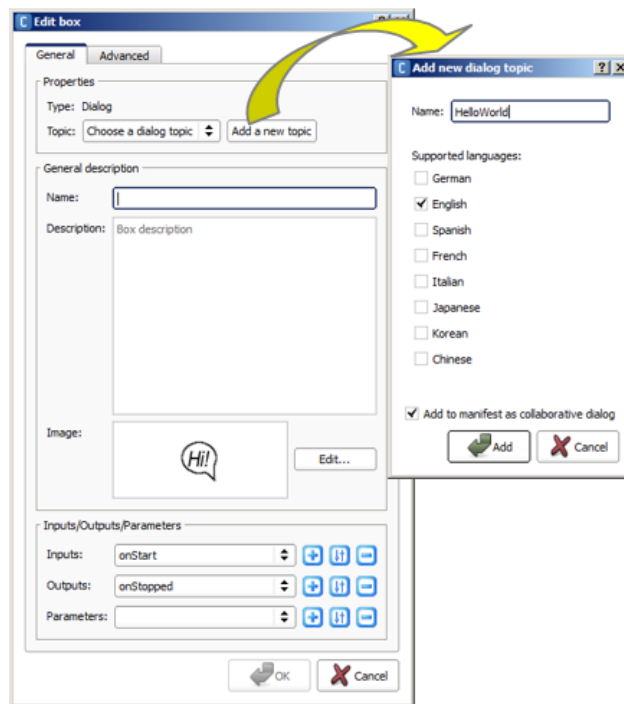 Edit box
General Advanced
Properties
Type: Dialog
Topic: Choose a dialog topic Add a new topic
General description
Name:
Description: Box description
Image:
Hi!
Edit...
Inputs/Outputs/Parameters
Inputs: onStart
Outputs: onStopped
Parameters:
OK Cancel
Add new dialog topic
Name: HelloWorld
Supported languages:
German
English
Spanish
French
Italian
Japanese
Korean
Chinese
Add to manifest as collaborative dialog
Add Cancel